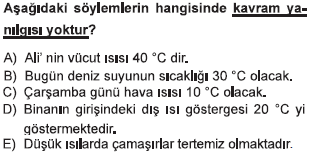 Aşağıdaki söylemlerin hangisinde kavram ya-
nılgısı yoktur?
A) Ali' nin vücut ısısı 40 °C dir.
B) Bugün deniz suyunun sıcaklığı 30 °C olacak.
C) Çarşamba günü hava ısısı 10 °C olacak.
D) Binanın girişindeki dış ısı göstergesi 20 °C yi
göstermektedir.
E) Düşük ısılarda çamaşırlar tertemiz olmaktadır.